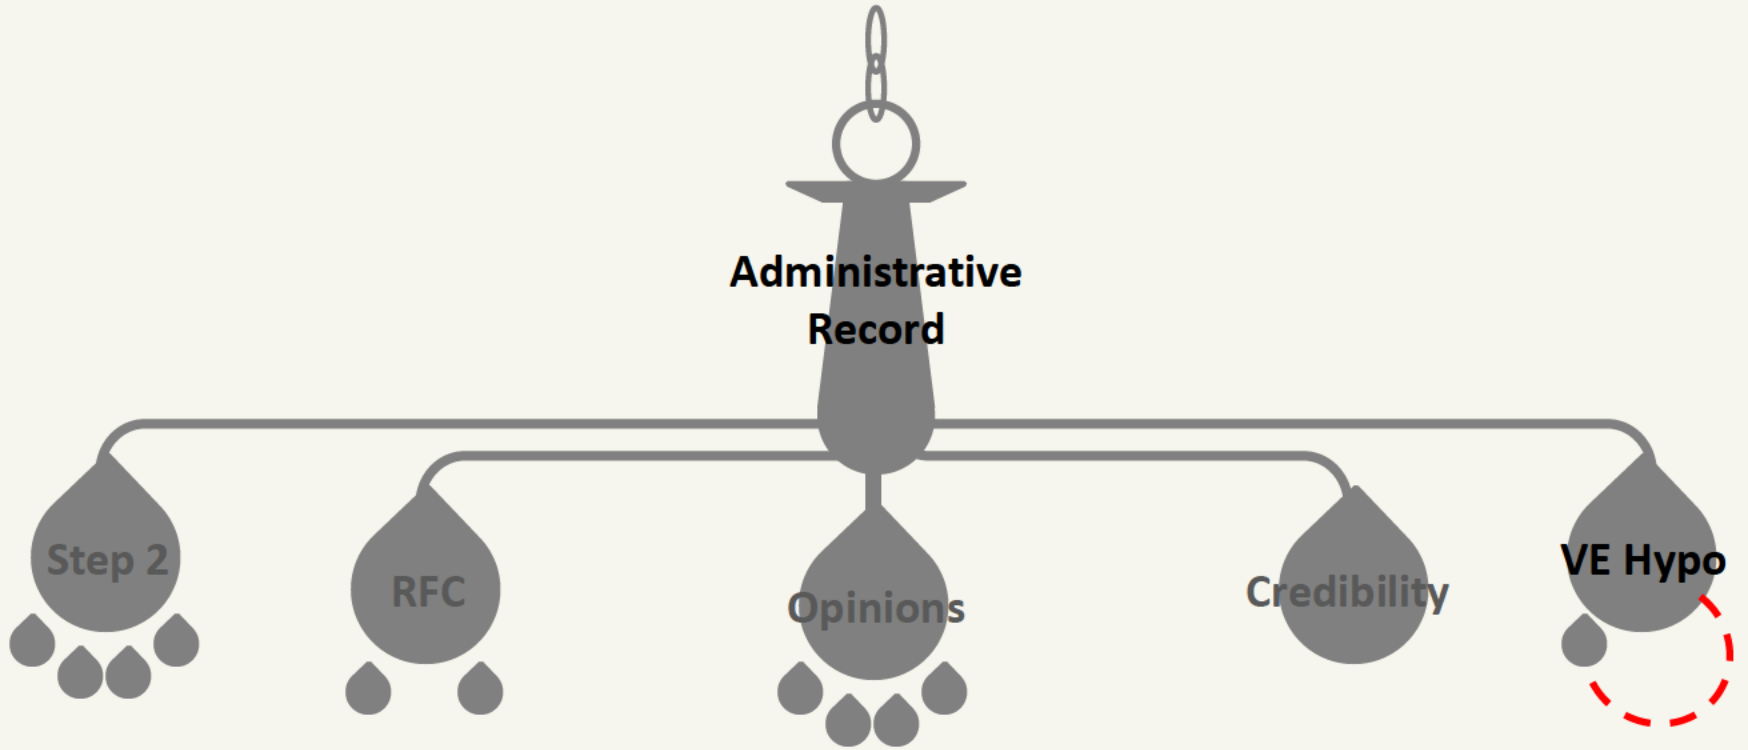 Administrative
Record
Step 2
RFC
Opinions
Credibility
VE Hypo